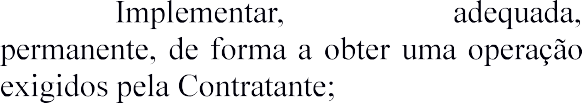 Implementar, adequada,
permanente, de forma a obter uma operação
exigidos pela Contratante;